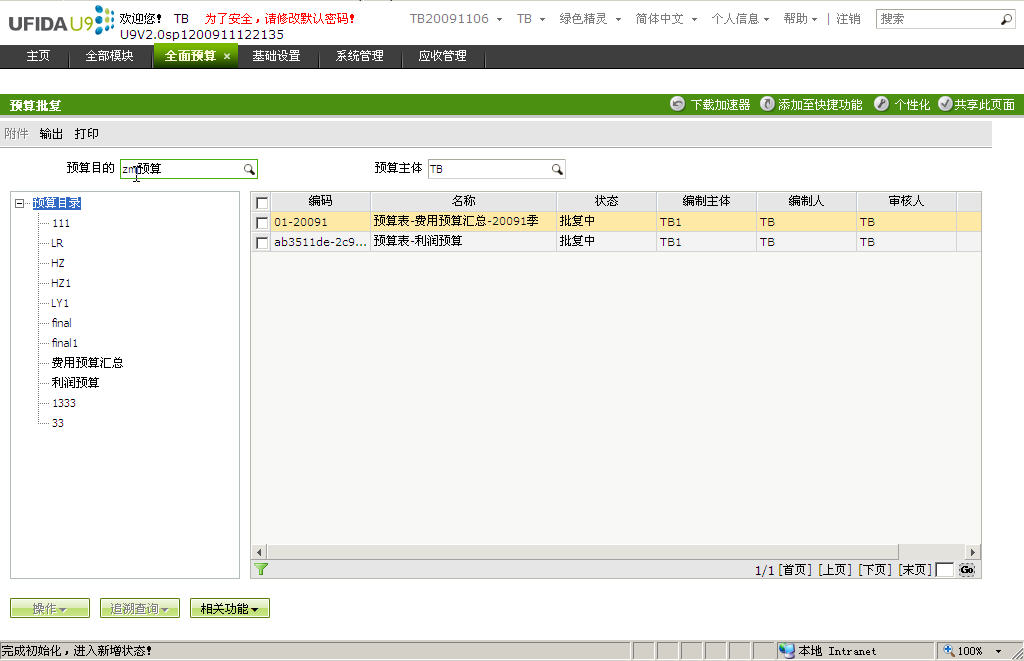 UFIDA U9 欢迎您! TB 为了安全，请修改默认密码! TB20091106 TB 绿色精灵 简体中文 个人信息 帮助 | 注销 搜索
U9V2.0sp1200911122135
主页 全部模块 全面预算 × 基础设置 系统管理 应收管理
预算批复 下载加速器 添加至快捷功能 个性化 共享此页面
附件 输出 打印
预算目的 zm预算 预算主体 TB
预算目录
111
LR
HZ
HZ1
LY1
final
final1
费用预算汇总
利润预算
1333
33
编码 名称 状态 编制主体 编制人 审核人
01-20091 预算表-费用预算汇总-20091季 批复中 TB1 TB TB
ab3511de-2c9... 预算表-利润预算 批复中 TB1 TB TB
1/1 [首页] [上页] [下页] [末页] Go
操作 追溯查询 相关功能
完成初始化，进入新增状态! 本地 Intranet 100%